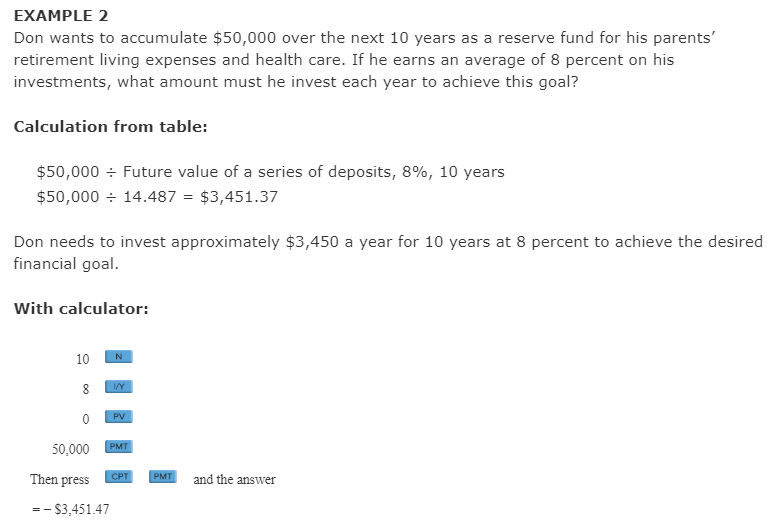 EXAMPLE 2
Don wants to accumulate $50,000 over the next 10 years as a reserve fund for his parents’
retirement living expenses and health care. If he earns an average of 8 percent on his
investments, what amount must he invest each year to achieve this goal?
Calculation from table:
$50,000 ÷ Future value of a series of deposits, 8%, 10 years
$50,000 ÷ 14.487 = $3,451.37
Don needs to invest approximately $3,450 a year for 10 years at 8 percent to achieve the desired
financial goal.
With calculator:
10 N
8 I/Y
0 PV
50,000 PMT
Then press CPT PMT and the answer
= − $3,451.47